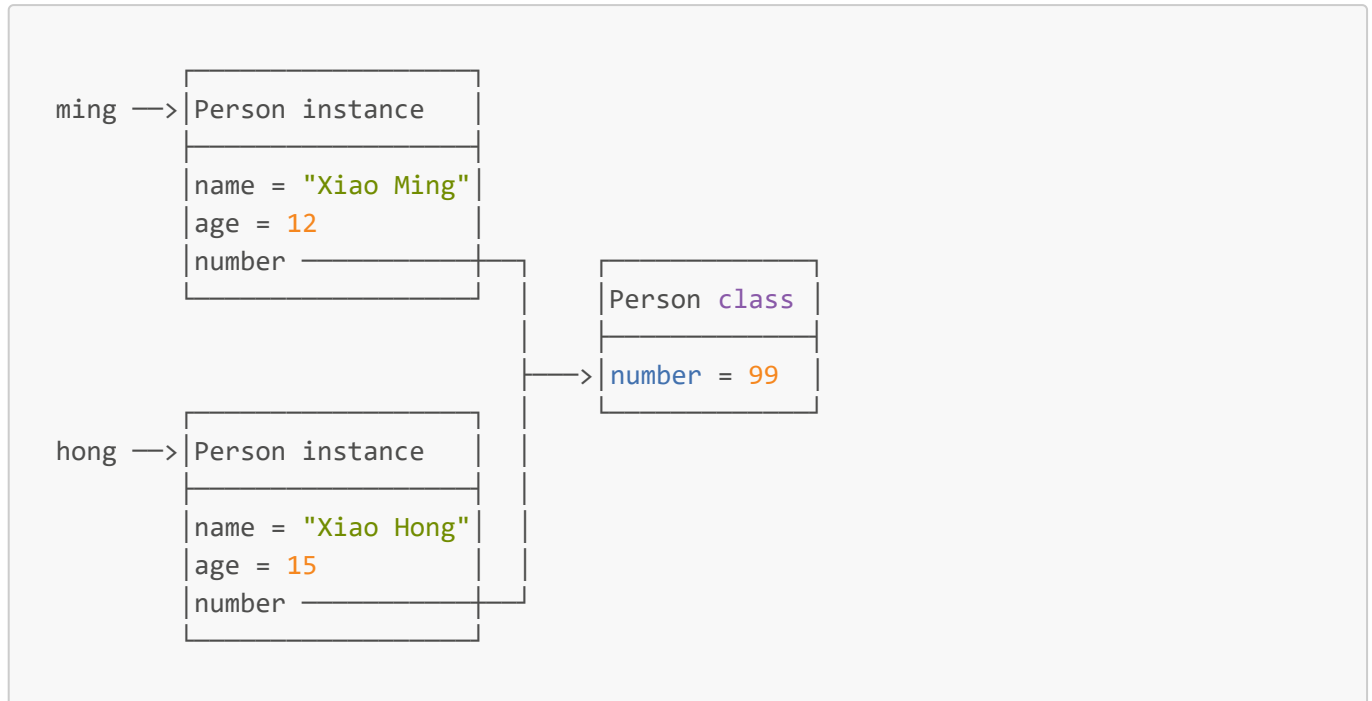 ming ──>│Person instance
name = "Xiao Ming"
age = 12
number
Person class
number = 99
hong ──>│Person instance
name = "Xiao Hong"
age = 15
number